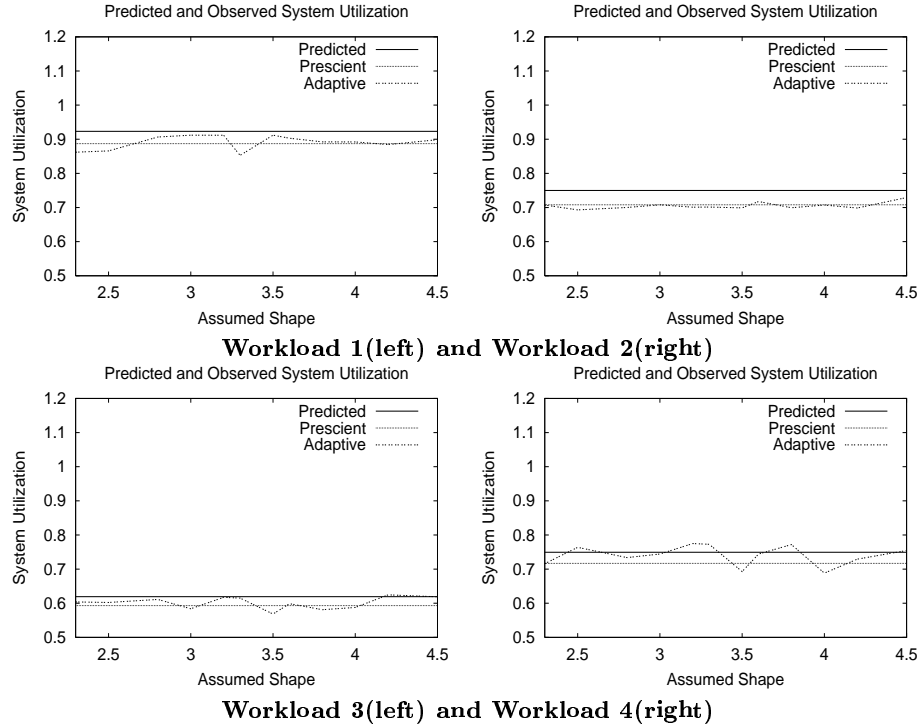 Predicted and Observed System Utilization
System Utilization
1.2
1.1
1
0.9
0.8
0.7
0.6
0.5
Predicted
Prescient
Adaptive
2.5 3 3.5 4 4.5
Assumed Shape
Predicted and Observed System Utilization
System Utilization
1.2
1.1
1
0.9
0.8
0.7
0.6
0.5
Predicted
Prescient
Adaptive
2.5 3 3.5 4 4.5
Assumed Shape
Workload 1(left) and Workload 2(right)
Predicted and Observed System Utilization
System Utilization
1.2
1.1
1
0.9
0.8
0.7
0.6
0.5
Predicted
Prescient
Adaptive
2.5 3 3.5 4 4.5
Assumed Shape
Predicted and Observed System Utilization
System Utilization
1.2
1.1
1
0.9
0.8
0.7
0.6
0.5
Predicted
Prescient
Adaptive
2.5 3 3.5 4 4.5
Assumed Shape
Workload 3(left) and Workload 4(right)